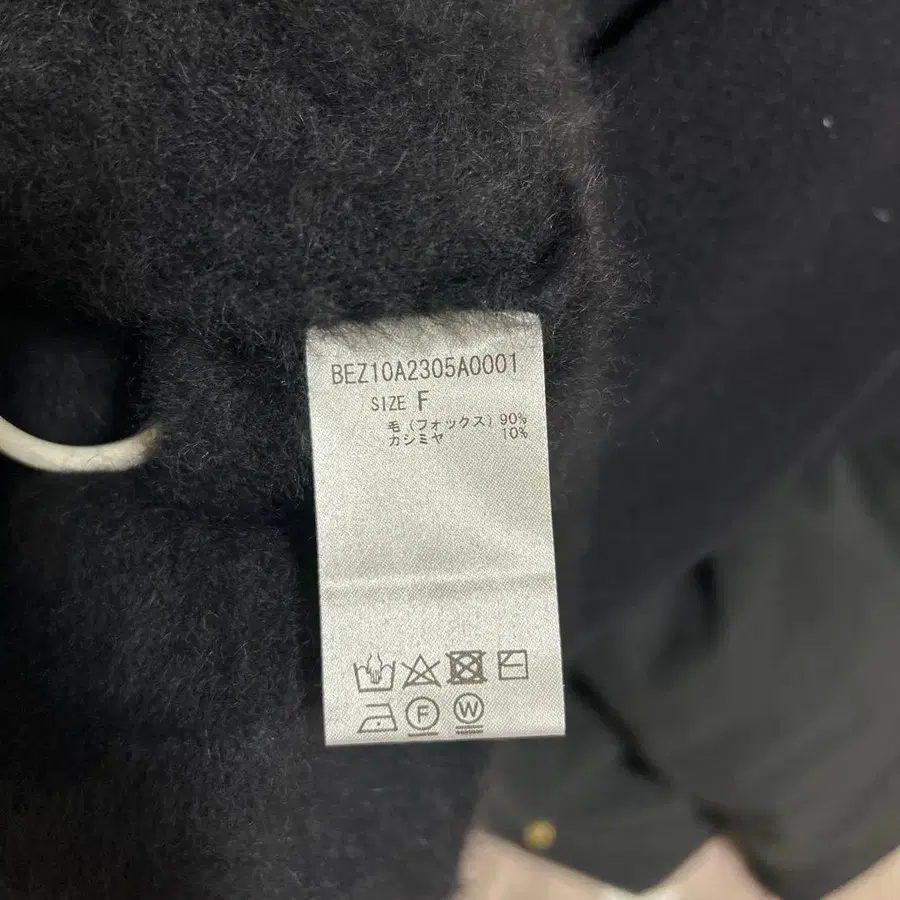 BEZ10A2305A0001
SIZE F
毛(フォックス) 90%
カシミヤ 10%
F
W